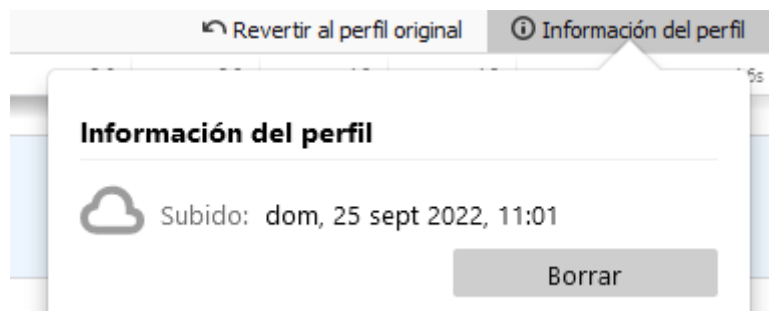 Revertir al perfil original Información del perfil
Información del perfil
Subido: dom, 25 sept 2022, 11:01
Borrar